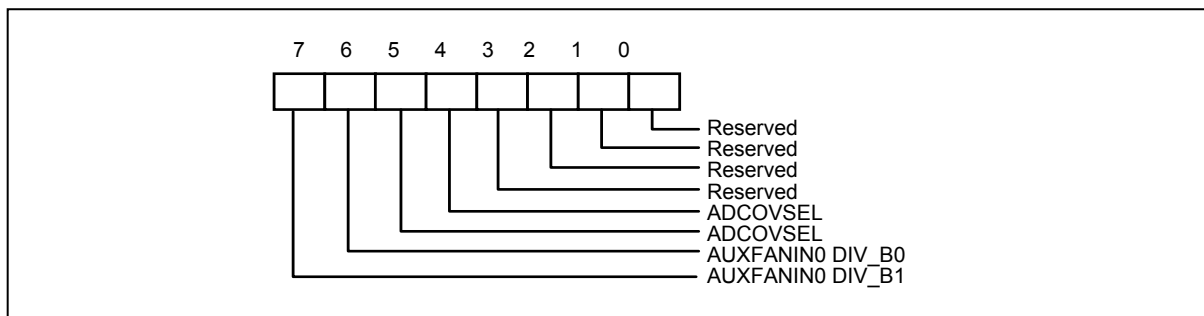 7 6 5 4 3 2 1 0
Reserved
Reserved
Reserved
Reserved
ADCOVSEL
ADCOVSEL
AUXFANIN0 DIV_B0
AUXFANIN0 DIV_B1